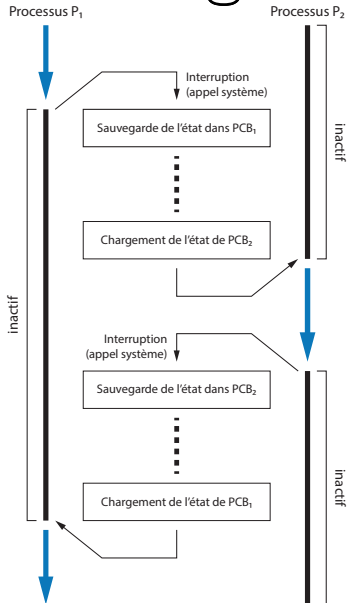 Processus P₁
Processus P₂
Interruption
(appel système)
Sauvegarde de l'état dans PCB₁
inactif
Chargement de l'état de PCB₂
inactif
Interruption
(appel système)
Sauvegarde de l'état dans PCB₂
inactif
Chargement de l'état de PCB₁